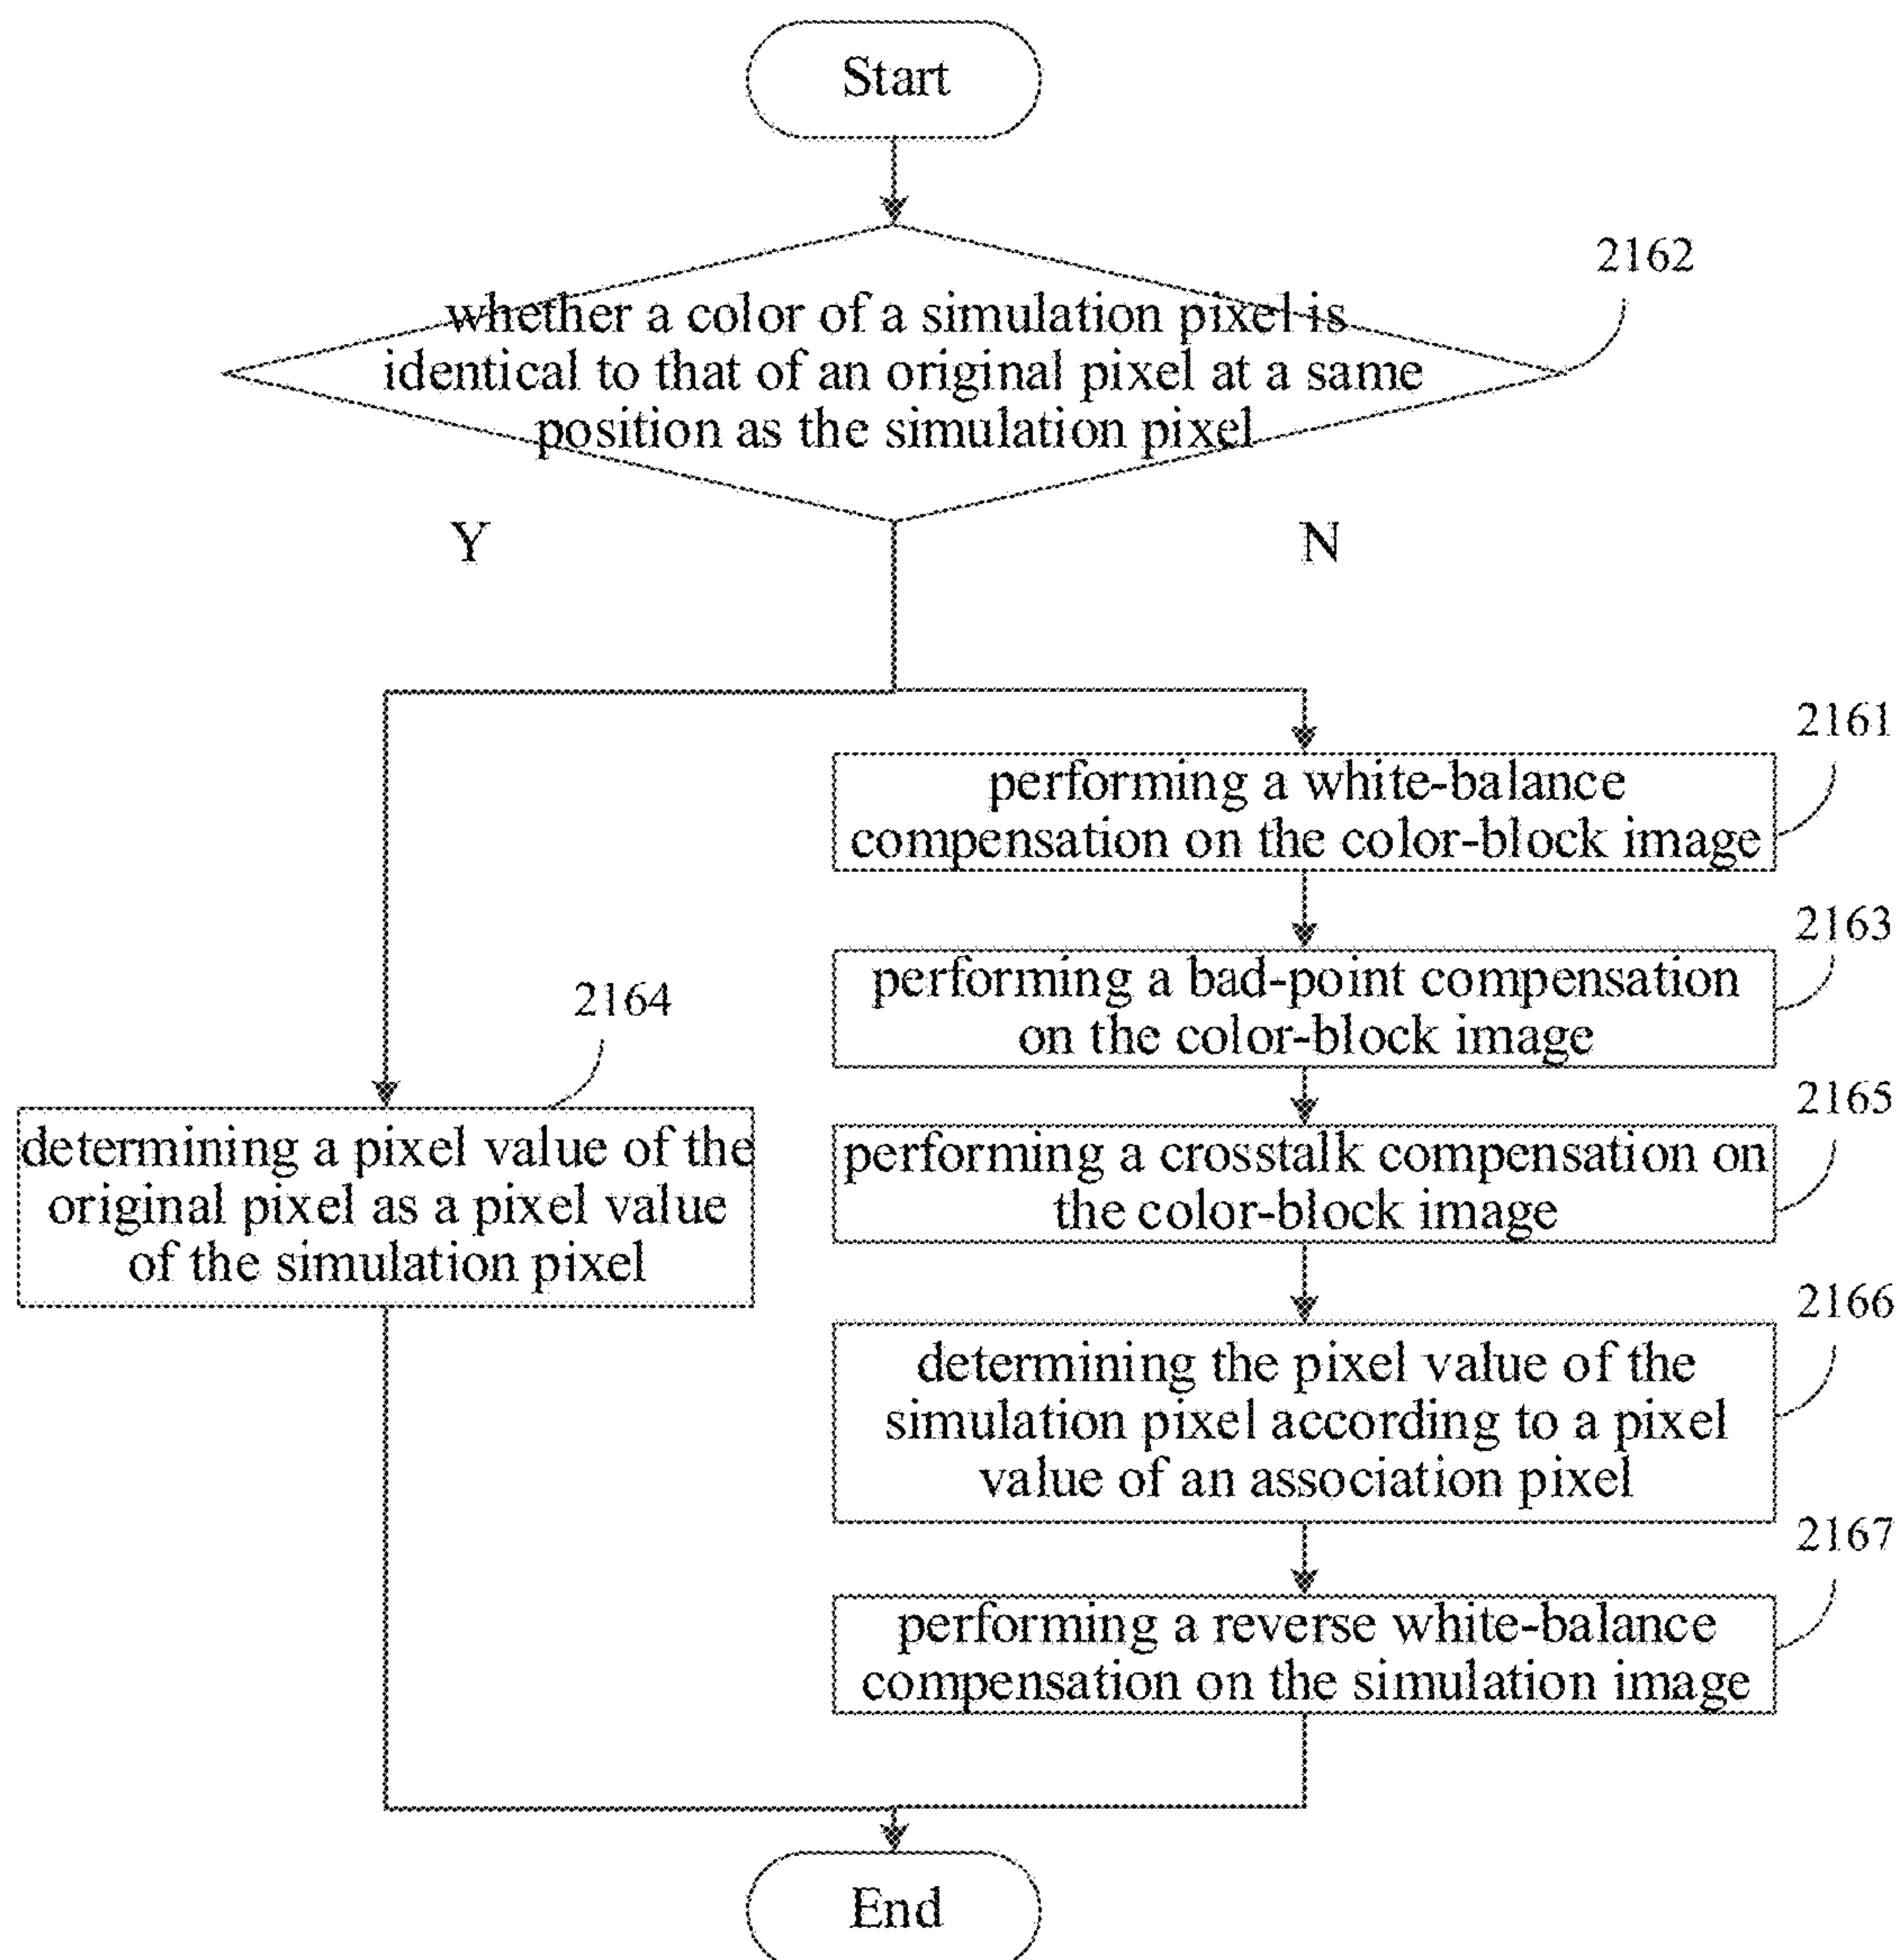 Start
2162
whether a color of a simulation pixel is
identical to that of an original pixel at a same
position as the simulation pixel
Y
N
2161
performing a white-balance
compensation on the color-block image
2163
performing a bad-point compensation
on the color-block image
2164
determining a pixel value of the
original pixel as a pixel value
of the simulation pixel
2165
performing a crosstalk compensation on
the color-block image
2166
determining the pixel value of the
simulation pixel according to a pixel
value of an association pixel
2167
performing a reverse white-balance
compensation on the simulation image
End